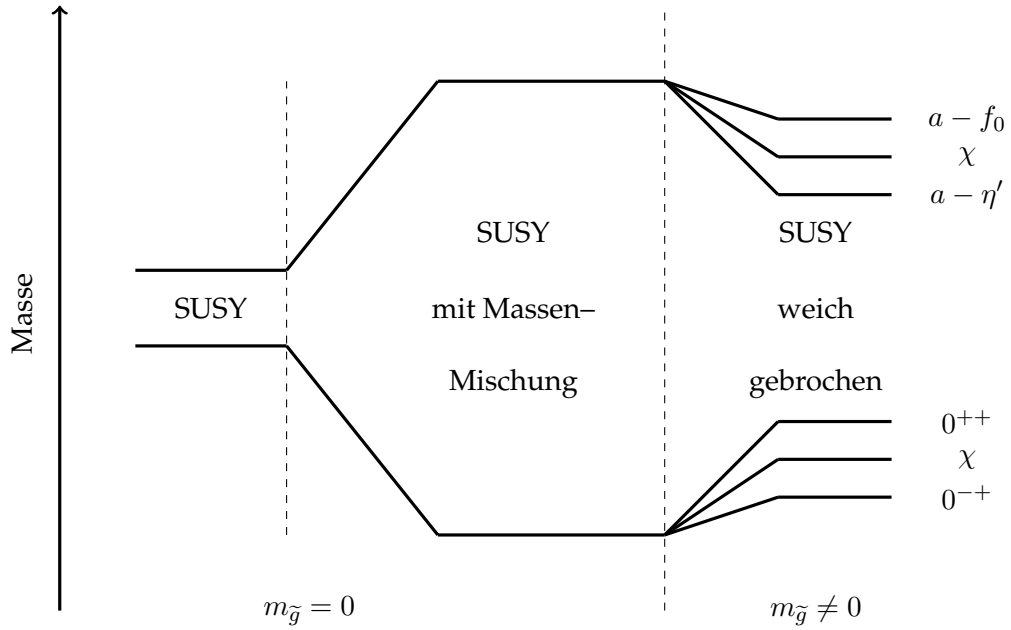 Masse
SUSY
SUSY
mit Massen–
Mischung
SUSY
weich
gebrochen
a − f₀
χ
a − η′
0⁺⁺
χ
0⁻⁺
m_g̃ = 0
m_g̃ ≠ 0